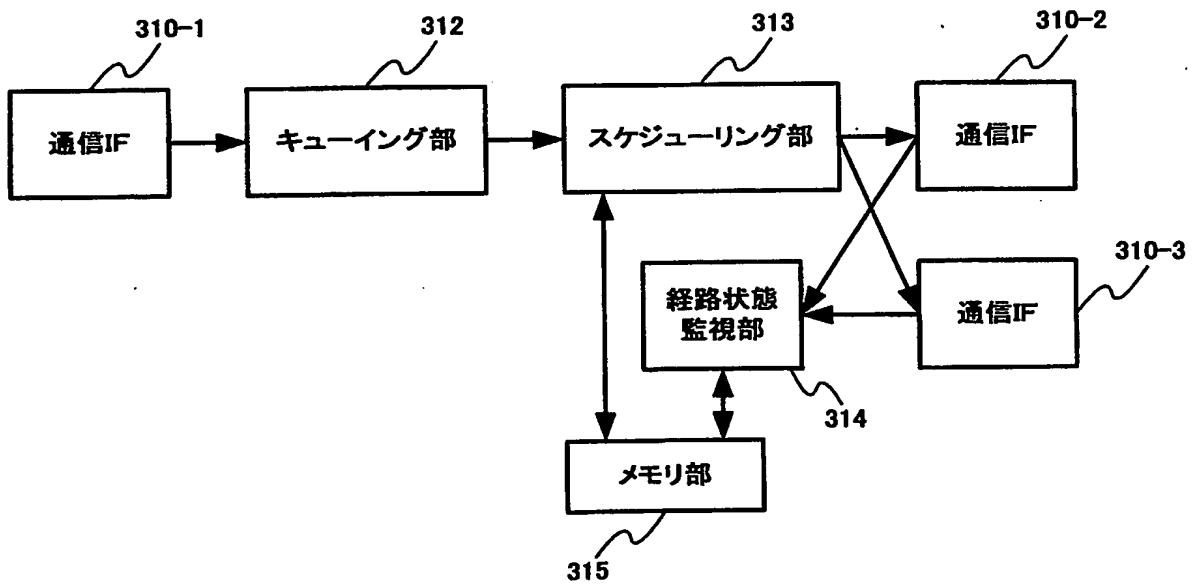 310-1
312
313
310-2
通信IF
キューイング部
スケジューリング部
通信IF
310-3
経路状態
監視部
通信IF
314
メモリ部
315